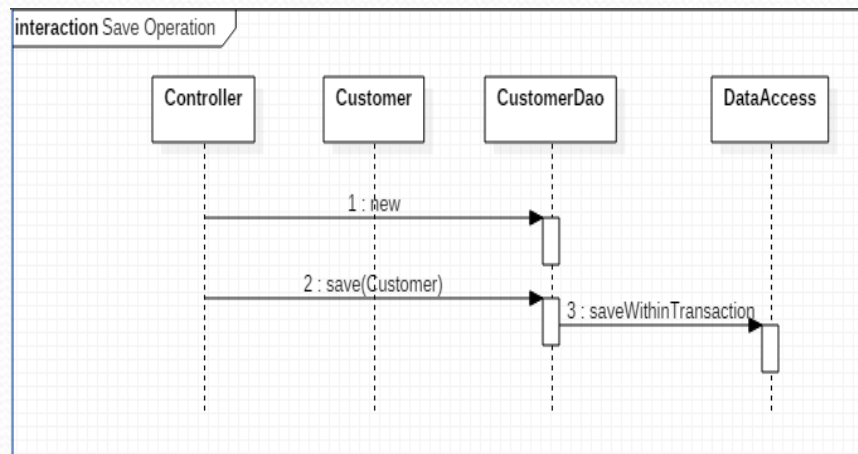 interaction Save Operation
Controller
Customer
CustomerDao
DataAccess
1 : new
2 : save(Customer)
3 : saveWithinTransaction